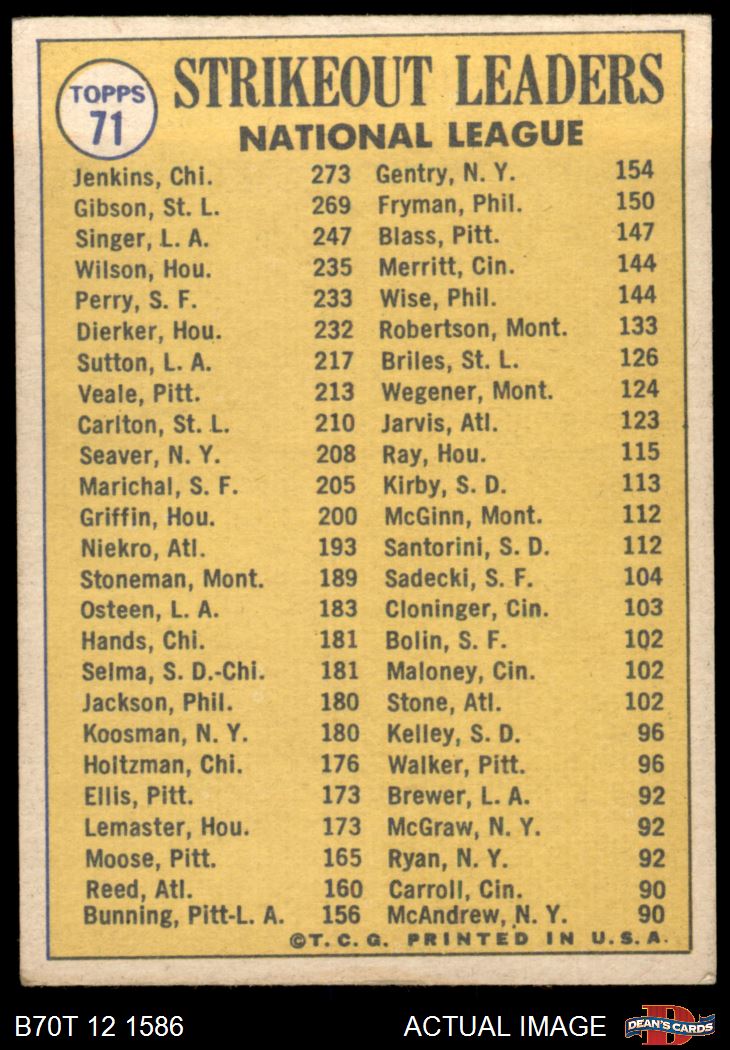 TOPPS
71
STRIKEOUT LEADERS
NATIONAL LEAGUE
Jenkins, Chi. 273
Gibson, St. L. 269
Singer, L. A. 247
Wilson, Hou. 235
Perry, S. F. 233
Dierker, Hou. 232
Sutton, L. A. 217
Veale, Pitt. 213
Carlton, St. L. 210
Seaver, N. Y. 208
Marichal, S. F. 205
Griffin, Hou. 200
Niekro, Atl. 193
Stoneman, Mont. 189
Osteen, L. A. 183
Hands, Chi. 181
Selma, S. D.-Chi. 181
Jackson, Phil. 180
Koosman, N. Y. 180
Holtzman, Chi. 176
Ellis, Pitt. 173
Lemaster, Hou. 173
Moose, Pitt. 165
Reed, Atl. 160
Bunning, Pitt-L. A. 156
Gentry, N. Y. 154
Fryman, Phil. 150
Blass, Pitt. 147
Merritt, Cin. 144
Wise, Phil. 144
Robertson, Mont. 133
Briles, St. L. 126
Wegener, Mont. 124
Jarvis, Atl. 123
Ray, Hou. 115
Kirby, S. D. 113
McGinn, Mont. 112
Santorini, S. D. 112
Sadecki, S. F. 104
Cloninger, Cin. 103
Bolin, S. F. 102
Maloney, Cin. 102
Stone, Atl. 102
Kelley, S. D. 96
Walker, Pitt. 96
Brewer, L. A. 92
McGraw, N. Y. 92
Ryan, N. Y. 92
Carroll, Cin. 90
McAndrew, N. Y. 90
©T. C. G. PRINTED IN U. S. A.
B70T 12 1586
ACTUAL IMAGE
D
DEAN'S CARDS